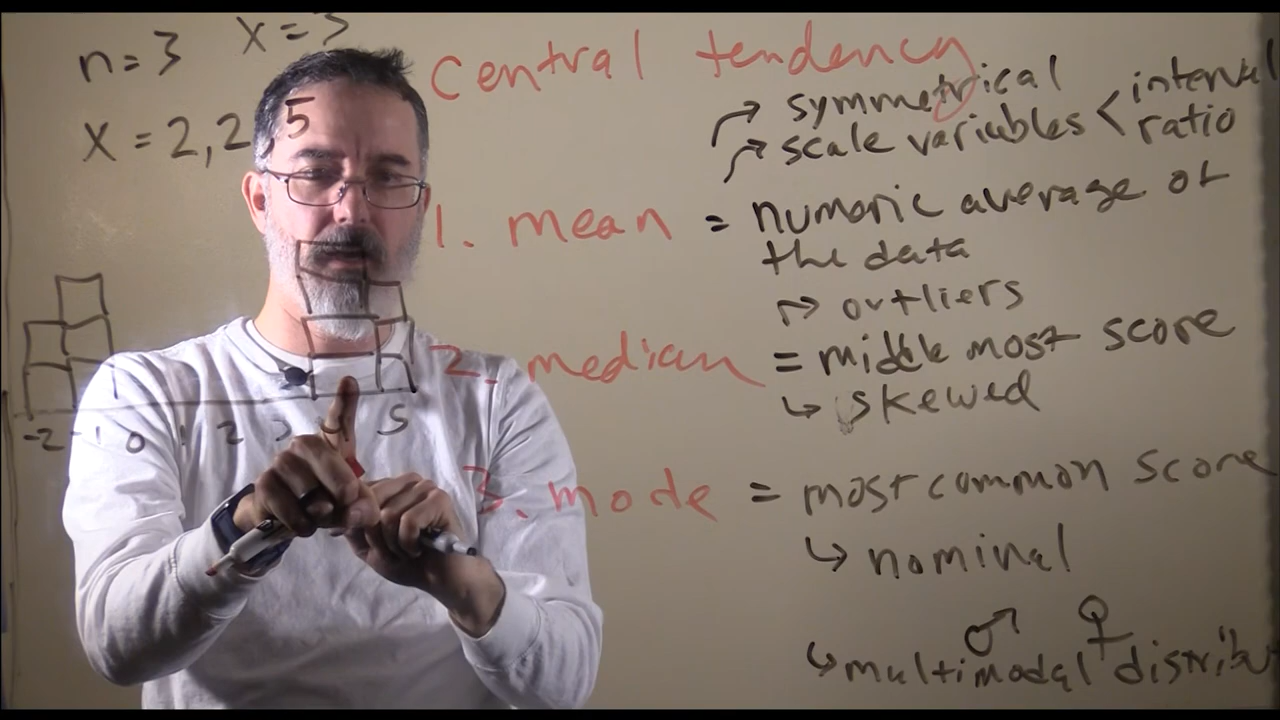 n=3 X=3
X=2,2,5
central tendency
symmetrical
scale variables < interval
ratio
1. mean = numeric average of
the data
outliers
2. median = middle most score
skewed
-2 -1 0 1 2 3 4 5
3. mode = most common score
nominal
♂ ♀
multimodal distribut